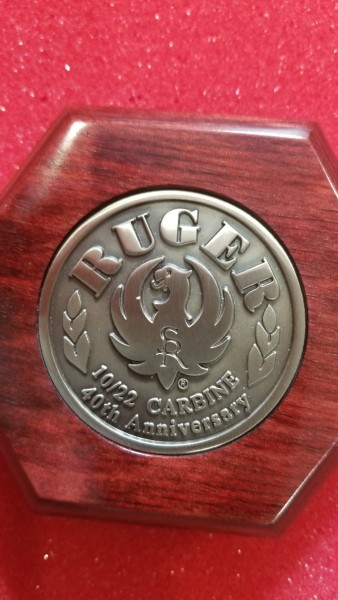 RUGER
SR
®
10/22 CARBINE
40th Anniversary